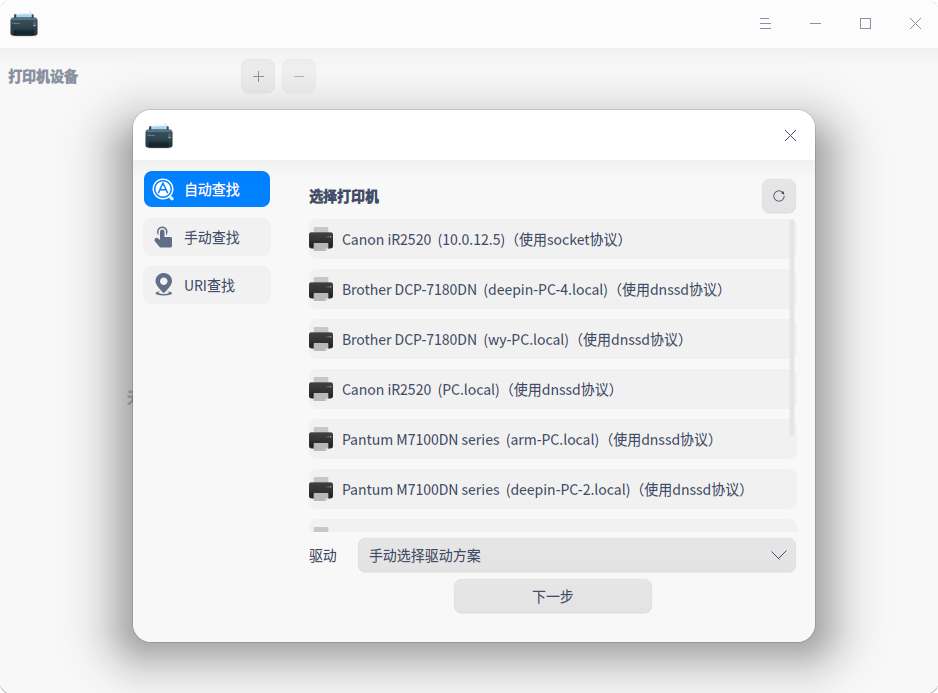 打印机设备
自动查找
手动查找
URI查找
选择打印机
Canon iR2520 (10.0.12.5)（使用socket协议）
Brother DCP-7180DN (deepin-PC-4.local)（使用dnssd协议）
Brother DCP-7180DN (wy-PC.local)（使用dnssd协议）
Canon iR2520 (PC.local)（使用dnssd协议）
Pantum M7100DN series (arm-PC.local)（使用dnssd协议）
Pantum M7100DN series (deepin-PC-2.local)（使用dnssd协议）
驱动 手动选择驱动方案
下一步